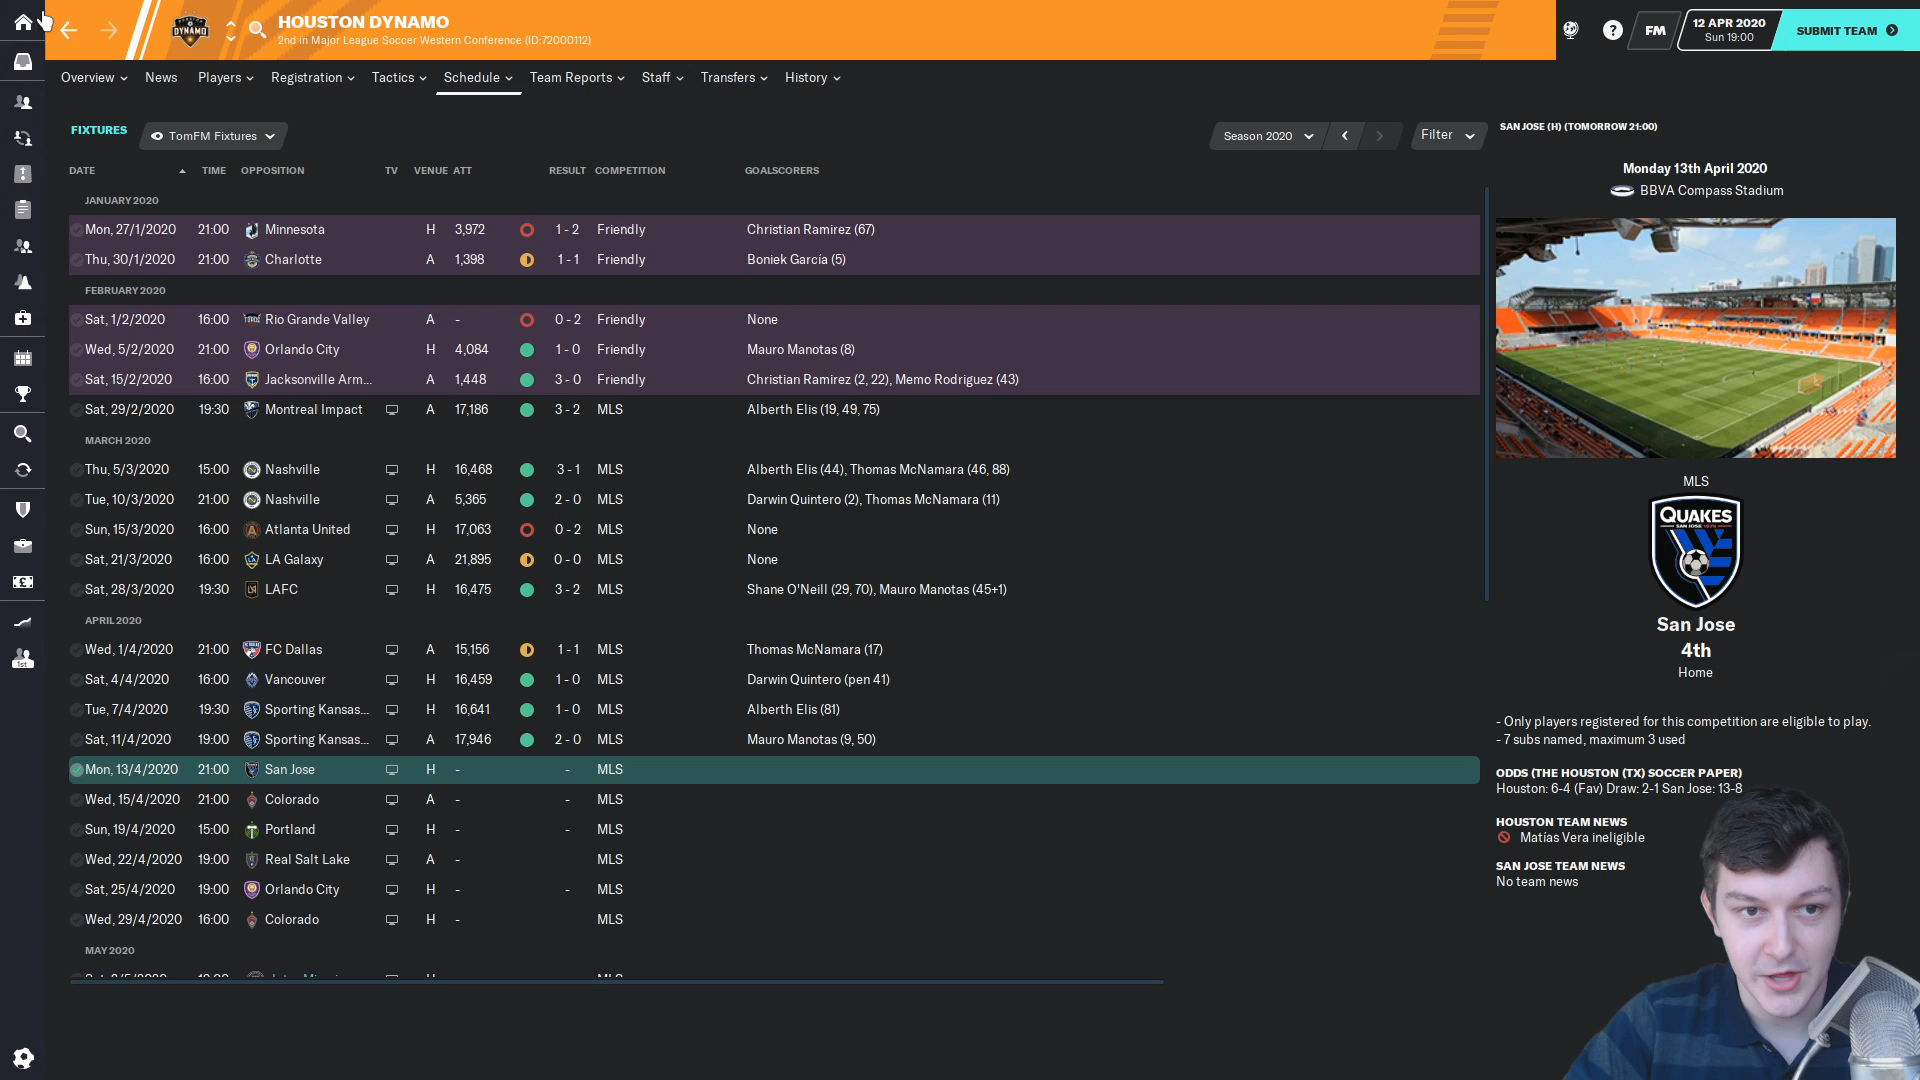 HOUSTON DYNAMO
2nd in Major League Soccer Western Conference (ID:72000112)
DYNAMO
?
FM
12 APR 2020
Sun 19:00
SUBMIT TEAM
Overview News Players Registration Tactics Schedule Team Reports Staff Transfers History
FIXTURES TomFM Fixtures Season 2020 Filter
DATE TIME OPPOSITION TV VENUE ATT RESULT COMPETITION GOALSCORERS
JANUARY 2020
Mon, 27/1/2020 21:00 Minnesota H 3,972 1 - 2 Friendly Christian Ramirez (67)
Thu, 30/1/2020 21:00 Charlotte A 1,398 1 - 1 Friendly Boniek García (5)
FEBRUARY 2020
Sat, 1/2/2020 16:00 Rio Grande Valley A - 0 - 2 Friendly None
Wed, 5/2/2020 21:00 Orlando City H 4,084 1 - 0 Friendly Mauro Manotas (8)
Sat, 15/2/2020 16:00 Jacksonville Arm... A 1,448 3 - 0 Friendly Christian Ramirez (2, 22), Memo Rodriguez (43)
Sat, 29/2/2020 19:30 Montreal Impact A 17,186 3 - 2 MLS Alberth Elis (19, 49, 75)
MARCH 2020
Thu, 5/3/2020 15:00 Nashville H 16,468 3 - 1 MLS Alberth Elis (44), Thomas McNamara (46, 88)
Tue, 10/3/2020 21:00 Nashville A 5,365 2 - 0 MLS Darwin Quintero (2), Thomas McNamara (11)
Sun, 15/3/2020 16:00 Atlanta United H 17,063 0 - 2 MLS None
Sat, 21/3/2020 16:00 LA Galaxy A 21,895 0 - 0 MLS None
Sat, 28/3/2020 19:30 LAFC H 16,475 3 - 2 MLS Shane O'Neill (29, 70), Mauro Manotas (45+1)
APRIL 2020
Wed, 1/4/2020 21:00 FC Dallas A 15,156 1 - 1 MLS Thomas McNamara (17)
Sat, 4/4/2020 16:00 Vancouver H 16,459 1 - 0 MLS Darwin Quintero (pen 41)
Tue, 7/4/2020 19:30 Sporting Kansas... H 16,641 1 - 0 MLS Alberth Elis (81)
Sat, 11/4/2020 19:00 Sporting Kansas... A 17,946 2 - 0 MLS Mauro Manotas (9, 50)
Mon, 13/4/2020 21:00 San Jose H - - MLS
Wed, 15/4/2020 21:00 Colorado A - - MLS
Sun, 19/4/2020 15:00 Portland H - - MLS
Wed, 22/4/2020 19:00 Real Salt Lake A - MLS
Sat, 25/4/2020 19:00 Orlando City H - - MLS
Wed, 29/4/2020 16:00 Colorado H - MLS
MAY 2020
SAN JOSE (H) (TOMORROW 21:00)
Monday 13th April 2020
BBVA Compass Stadium
MLS
QUAKES
San Jose
4th
Home
- Only players registered for this competition are eligible to play.
- 7 subs named, maximum 3 used
ODDS (THE HOUSTON (TX) SOCCER PAPER)
Houston: 6-4 (Fav) Draw: 2-1 San Jose: 13-8
HOUSTON TEAM NEWS
Matías Vera ineligible
SAN JOSE TEAM NEWS
No team news
1st